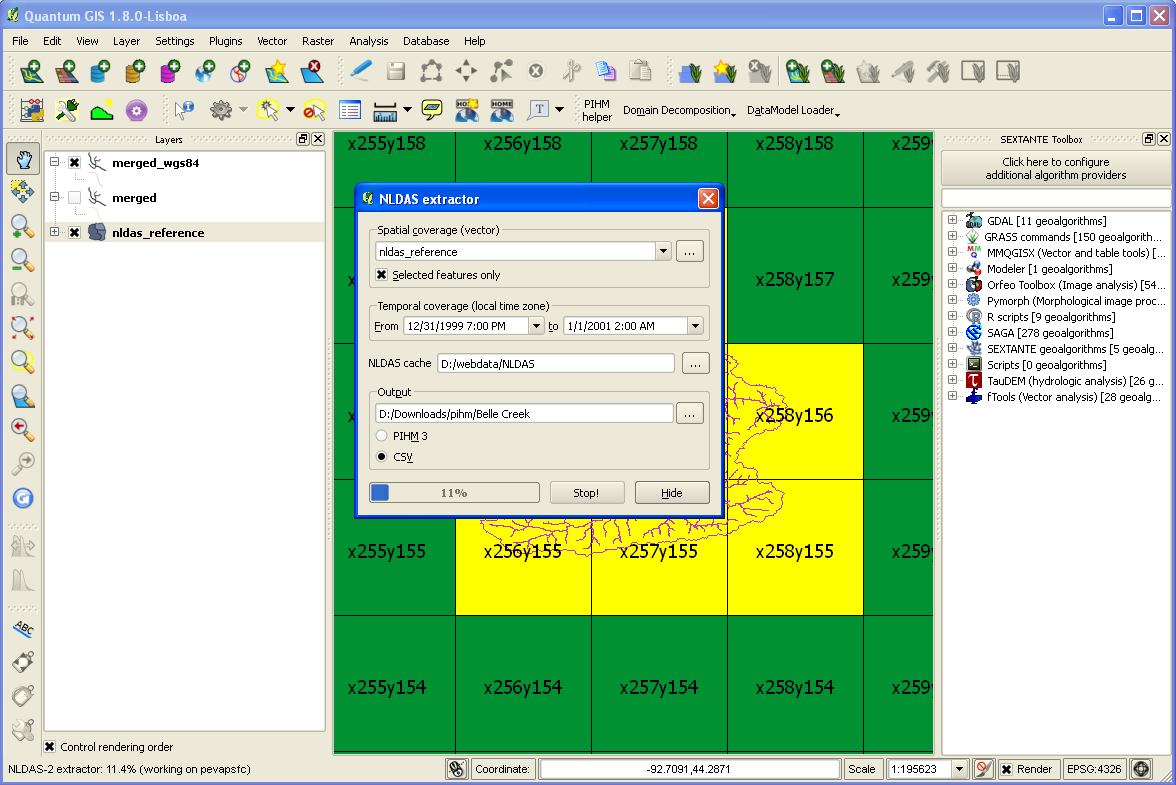 Quantum GIS 1.8.0-Lisboa
File Edit View Layer Settings Plugins Vector Raster Analysis Database Help
PIHM helper Domain Decomposition DataModel Loader
Layers
merged_wgs84
merged
nldas_reference
Control rendering order
x255y158 x256y158 x257y158 x258y158 x259
x258y157 x259
x258y156 x259
x255y155 x256y155 x257y155 x258y155 x259
x255y154 x256y154 x257y154 x258y154 x259
NLDAS extractor
Spatial coverage (vector)
nldas_reference
...
Selected features only
Temporal coverage (local time zone)
From 12/31/1999 7:00 PM to 1/1/2001 2:00 AM
NLDAS cache D:/webdata/NLDAS ...
Output
D:/Downloads/pihm/Belle Creek ...
PIHM 3
CSV
11% Stop! Hide
SEXTANTE Toolbox
Click here to configure
additional algorithm providers
GDAL [11 geoalgorithms]
GRASS commands [150 geoalgorith...
MMQGISX (Vector and table tools) [...
Modeler [1 geoalgorithms]
Orfeo Toolbox (Image analysis) [54...
Pymorph (Morphological image proc...
R scripts [9 geoalgorithms]
SAGA [278 geoalgorithms]
SEXTANTE geoalgorithms [5 geoalg...
Scripts [0 geoalgorithms]
TauDEM (hydrologic analysis) [26 g...
fTools (Vector analysis) [28 geoalg...
ABC
NLDAS-2 extractor: 11.4% (working on pevapsfc)
Coordinate: -92.7091,44.2871 Scale 1:195623 Render EPSG:4326